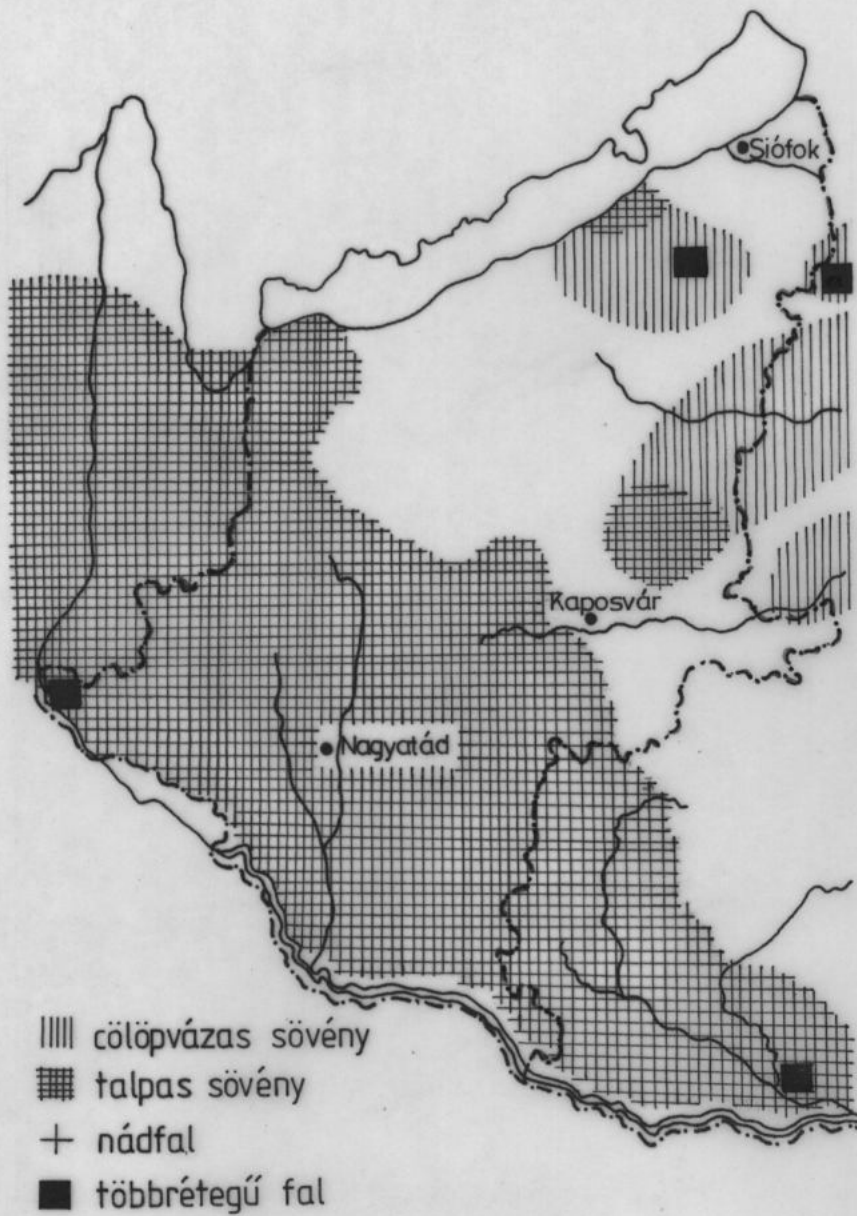 Siófok
Kaposvár
Nagyatád
cölöpvázas sövény
talpas sövény
nádfal
többrétegű fal